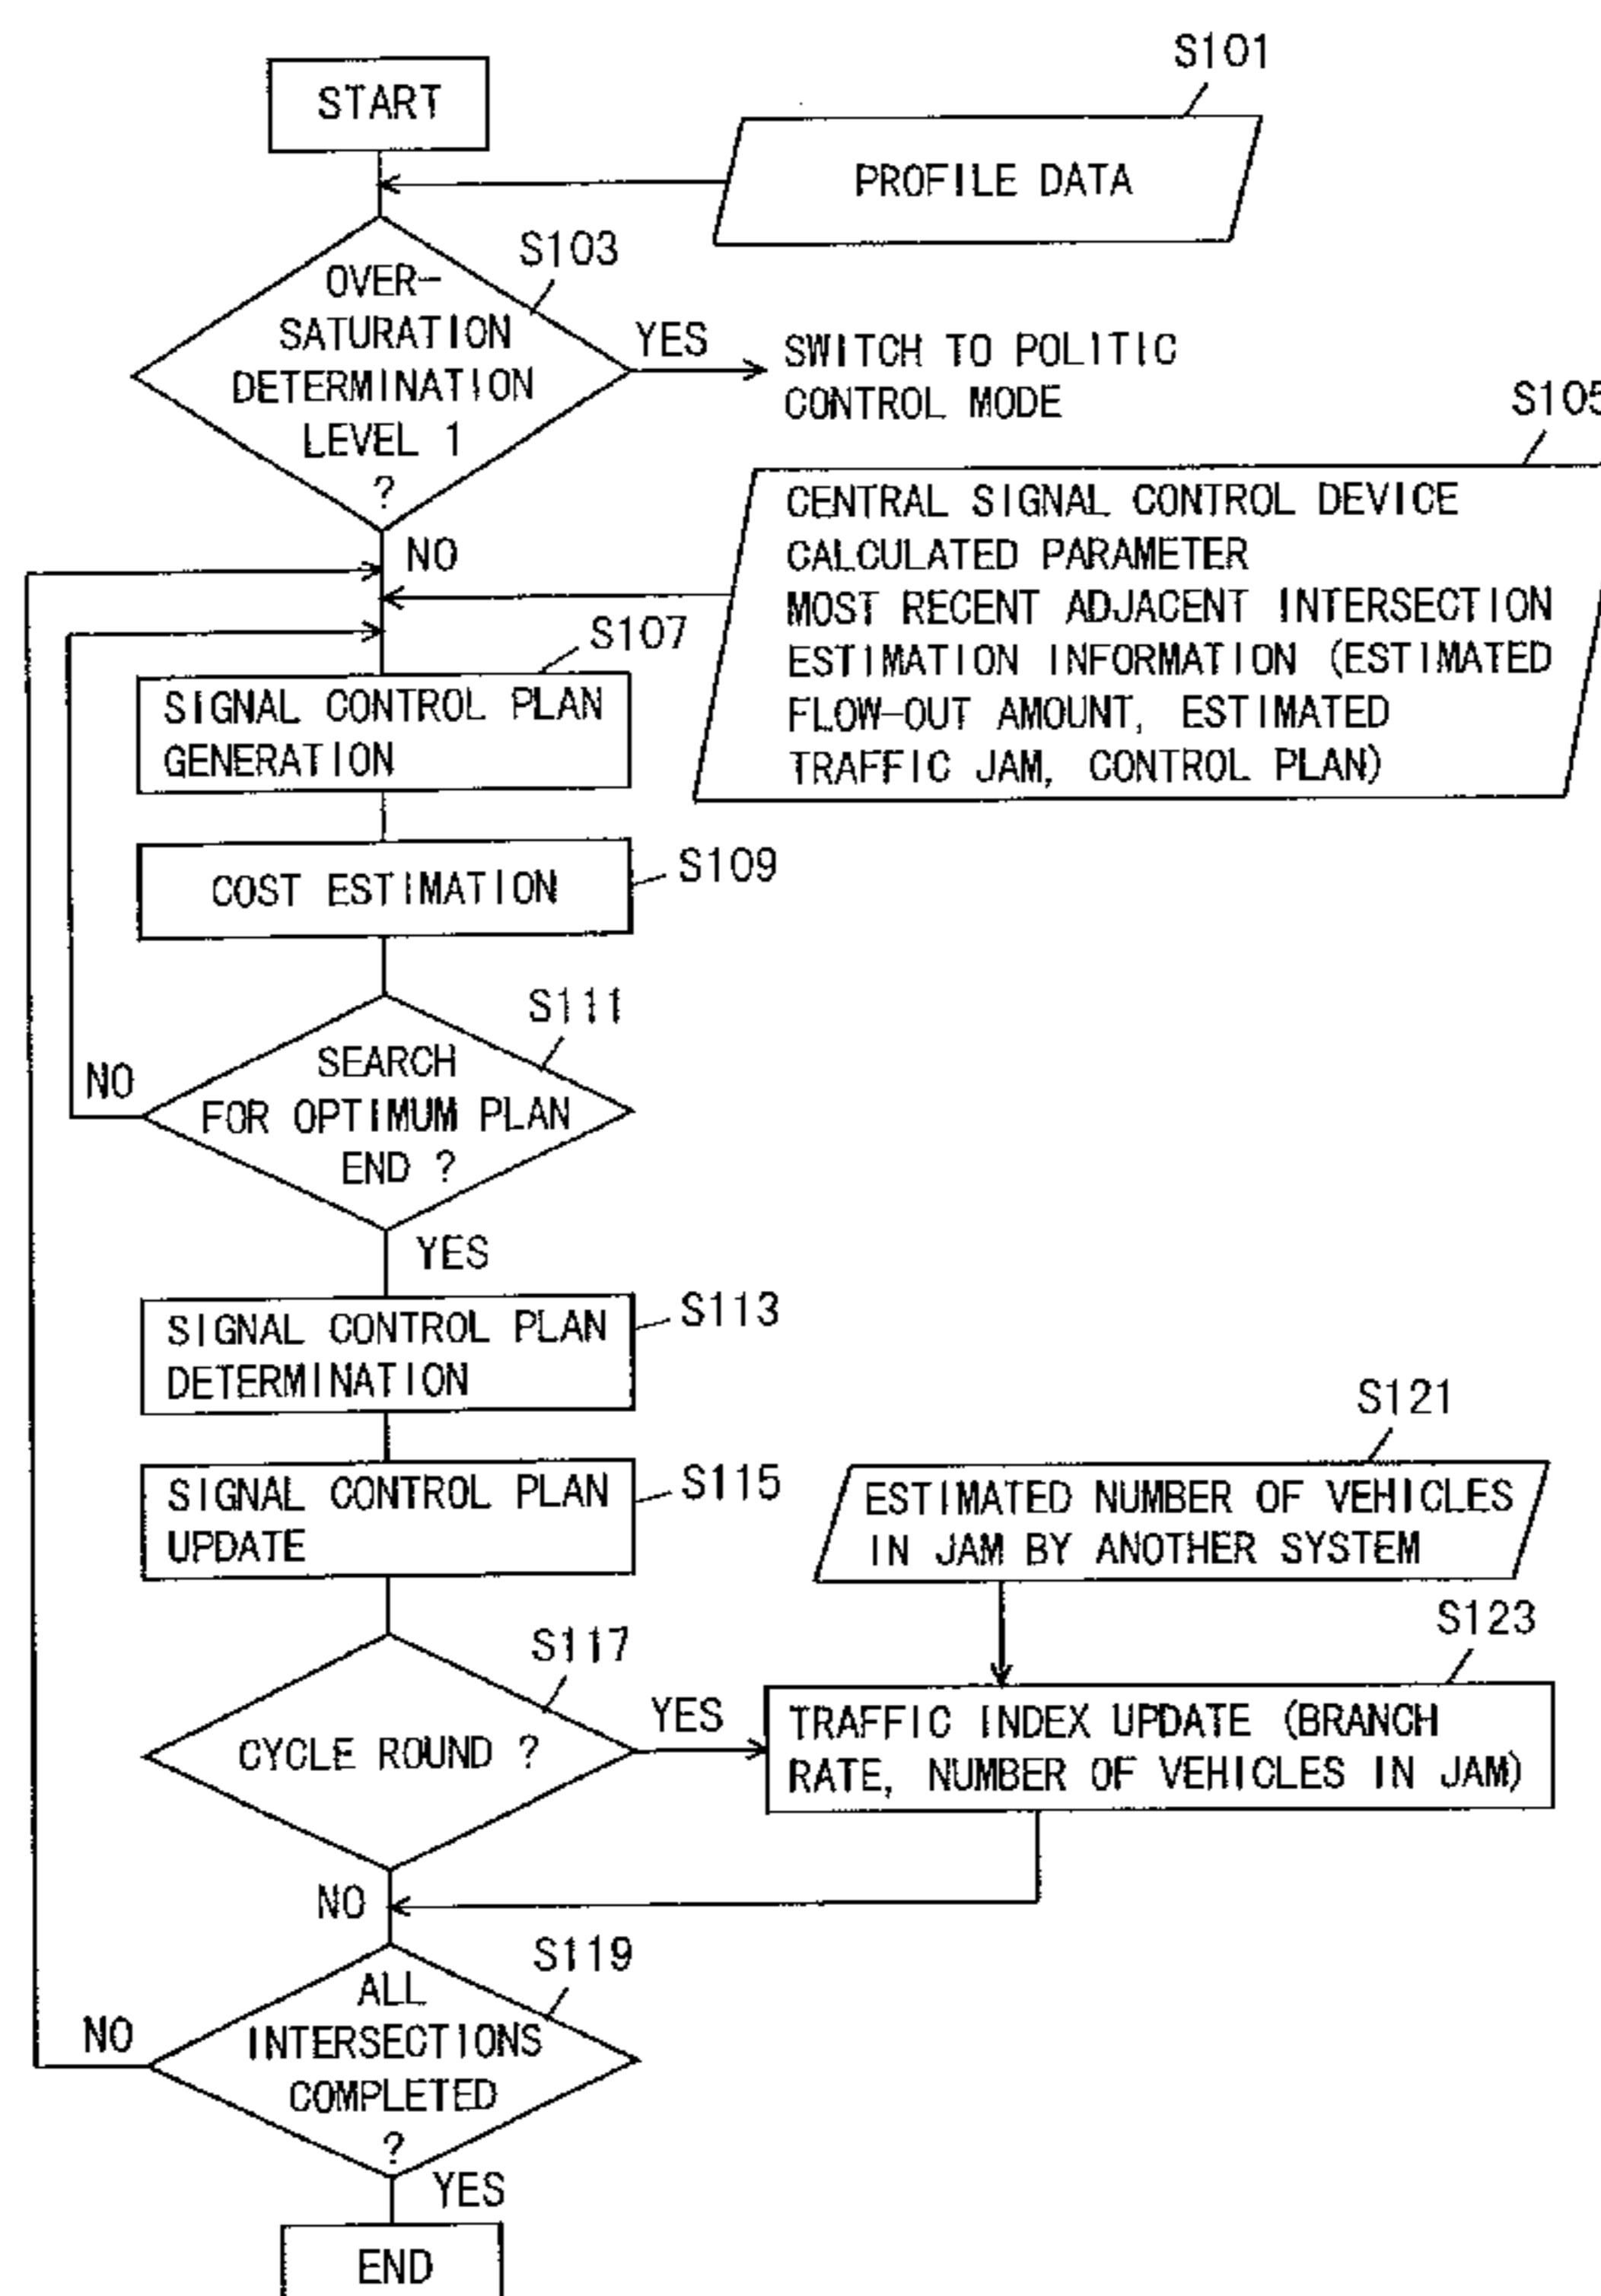 START
S101
PROFILE DATA
S103
OVER-
SATURATION
DETERMINATION
LEVEL 1
?
YES
SWITCH TO POLITIC
CONTROL MODE
NO
S105
CENTRAL SIGNAL CONTROL DEVICE
CALCULATED PARAMETER
MOST RECENT ADJACENT INTERSECTION
ESTIMATION INFORMATION (ESTIMATED
FLOW-OUT AMOUNT, ESTIMATED
TRAFFIC JAM, CONTROL PLAN)
S107
SIGNAL CONTROL PLAN
GENERATION
COST ESTIMATION
S109
S111
SEARCH
FOR OPTIMUM PLAN
END ?
NO
YES
SIGNAL CONTROL PLAN
DETERMINATION
S113
SIGNAL CONTROL PLAN
UPDATE
S115
S121
ESTIMATED NUMBER OF VEHICLES
IN JAM BY ANOTHER SYSTEM
S117
CYCLE ROUND ?
YES
S123
TRAFFIC INDEX UPDATE (BRANCH
RATE, NUMBER OF VEHICLES IN JAM)
NO
S119
ALL
INTERSECTIONS
COMPLETED
?
NO
YES
END